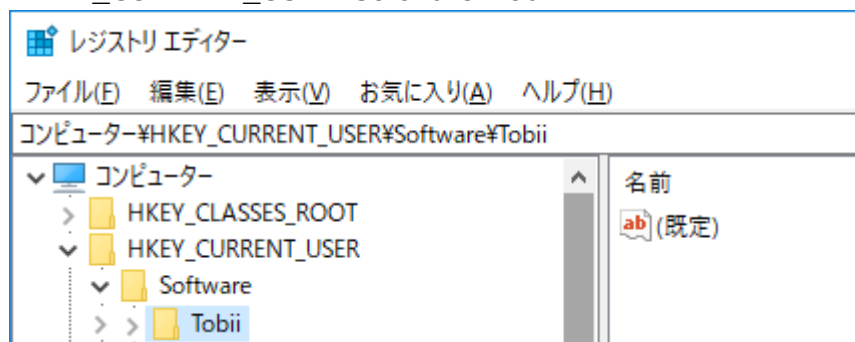 レジストリ エディター
ファイル(F) 編集(E) 表示(V) お気に入り(A) ヘルプ(H)
コンピューター¥HKEY_CURRENT_USER¥Software¥Tobii
コンピューター
HKEY_CLASSES_ROOT
HKEY_CURRENT_USER
Software
Tobii
名前
ab (既定)